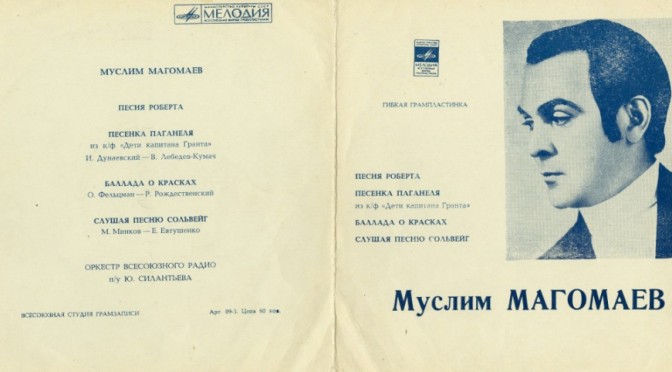 МЕЛОДИЯ
МУСЛИМ МАГОМАЕВ
ПЕСНЯ РОБЕРТА
ПЕСЕНКА ПАГАНЕЛЯ
из к/ф «Дети капитана Гранта»
И. Дунаевский — В. Лебедев-Кумач
БАЛЛАДА О КРАСКАХ
О. Фельцман — Р. Рождественский
СЛУШАЯ ПЕСНЮ СОЛЬВЕЙГ
М. Минков — Е. Евтушенко
ОРКЕСТР ВСЕСОЮЗНОГО РАДИО
п/у Ю. СИЛАНТЬЕВА
ВСЕСОЮЗНАЯ СТУДИЯ ГРАМЗАПИСИ
Арт. Цена 60 коп.
МЕЛОДИЯ
ГИБКАЯ ГРАМПЛАСТИНКА
ПЕСНЯ РОБЕРТА
ПЕСЕНКА ПАГАНЕЛЯ
из к/ф «Дети капитана Гранта»
БАЛЛАДА О КРАСКАХ
СЛУШАЯ ПЕСНЮ СОЛЬВЕЙГ
Муслим МАГОМАЕВ